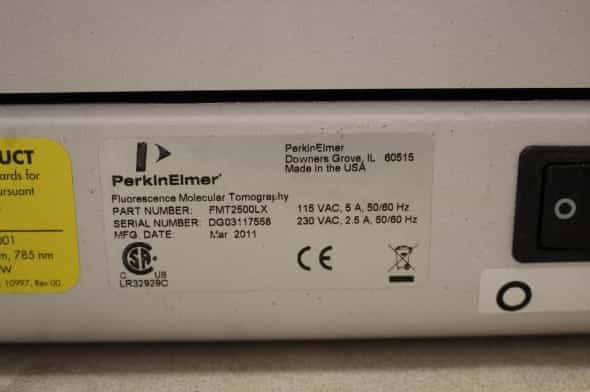 UCT
ards for
ursuant
001
m, 785 nm
W
10997, Rev 00
PerkinElmer
Downers Grove, IL 60515
Made in the USA
PerkinElmer
Fluorescence Molecular Tomography
PART NUMBER: FMT2500LX 115 VAC, 5 A, 50/60 Hz
SERIAL NUMBER: DG03117558 230 VAC, 2.5 A, 50/60 Hz
MFG. DATE: Mar 2011
C US
LR32929C
CE